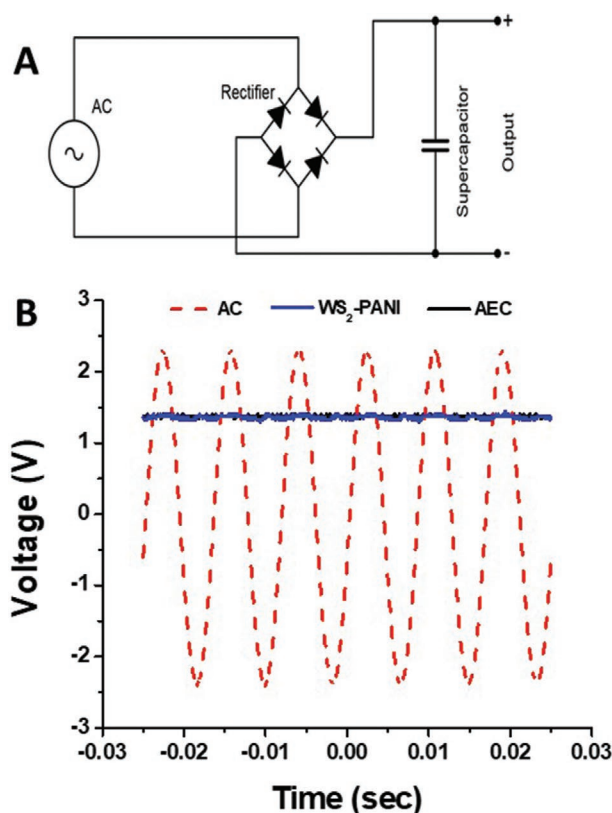 A
AC
Rectifier
~
Supercapacitor
Output
+
-
B
AC WS₂-PANI AEC
3
2
1
0
-1
-2
-3
Voltage (V)
-0.03 -0.02 -0.01 0.00 0.01 0.02 0.03
Time (sec)